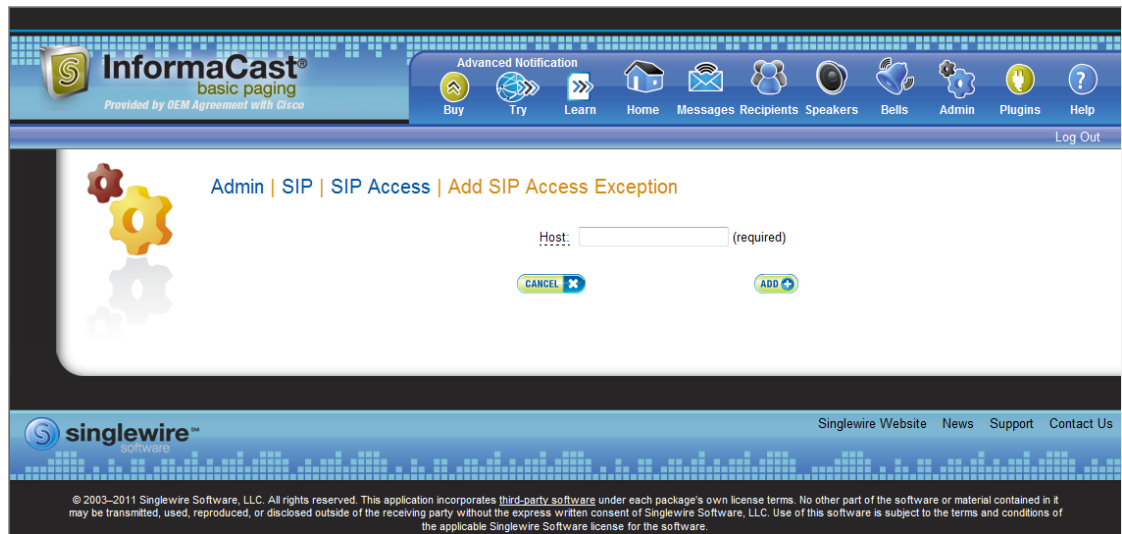 InformaCast®
basic paging
Provided by OEM Agreement with Cisco
Advanced Notification
Buy Try Learn Home Messages Recipients Speakers Bells Admin Plugins Help
Log Out
Admin | SIP | SIP Access | Add SIP Access Exception
Host: (required)
CANCEL ADD
singlewire℠
software
Singlewire Website News Support Contact Us
© 2003–2011 Singlewire Software, LLC. All rights reserved. This application incorporates third-party software under each package's own license terms. No other part of the software or material contained in it
may be transmitted, used, reproduced, or disclosed outside of the receiving party without the express written consent of Singlewire Software, LLC. Use of this software is subject to the terms and conditions of
the applicable Singlewire Software license for the software.